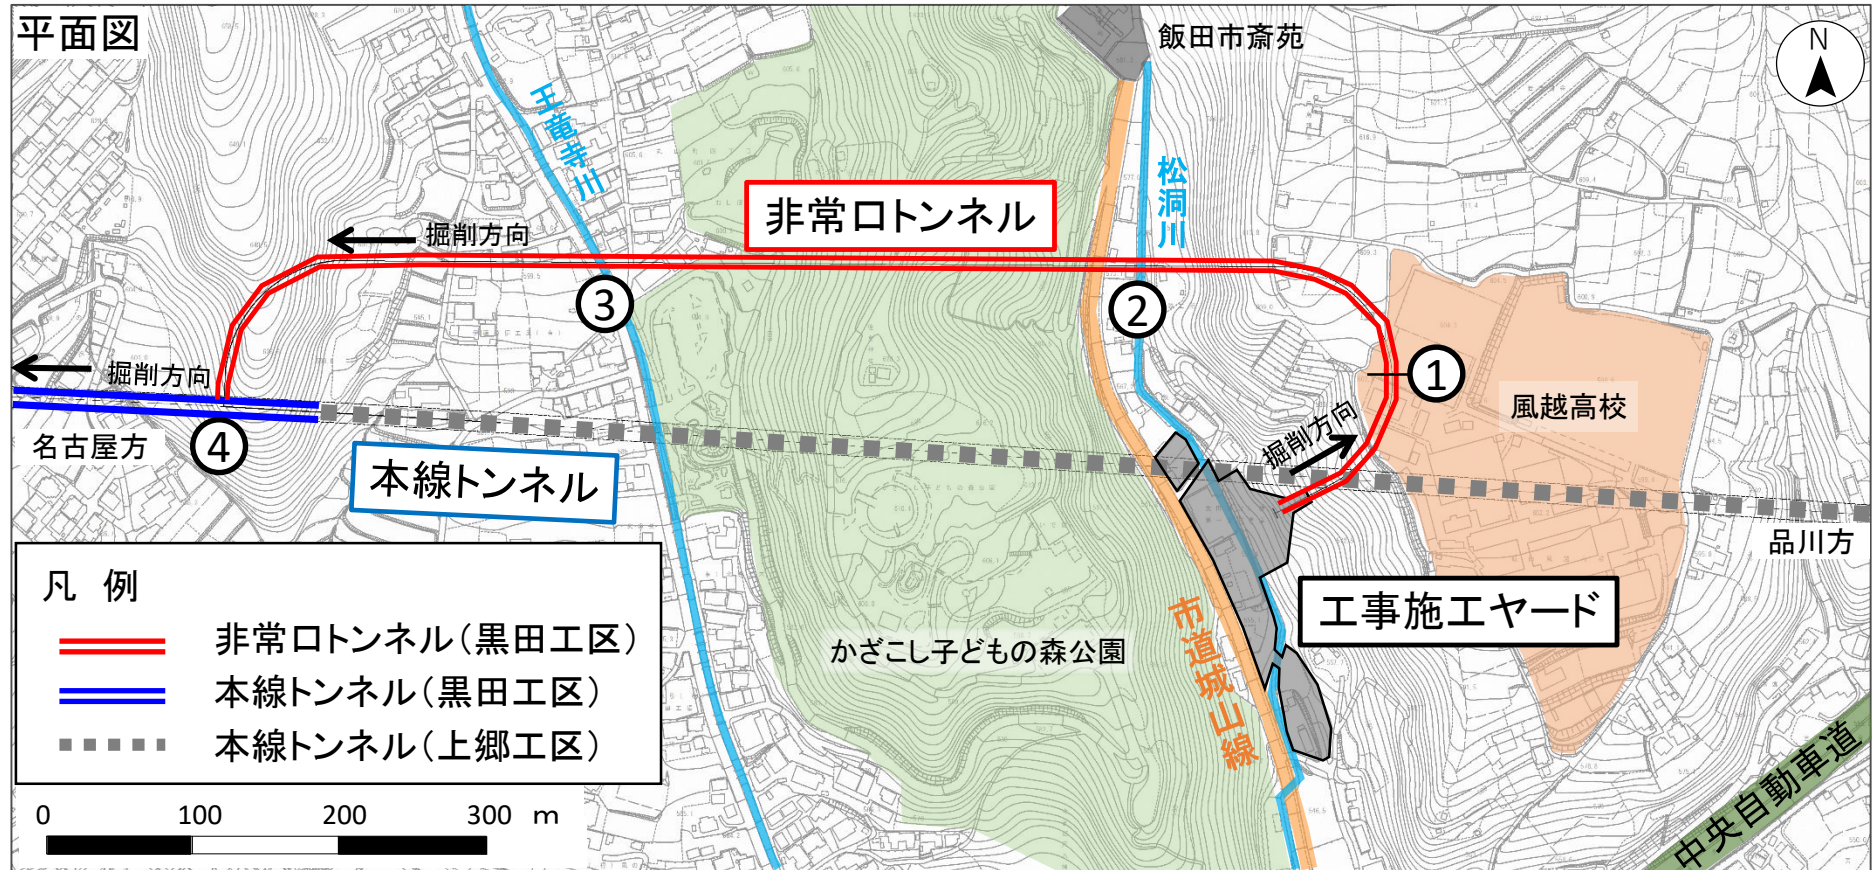 平面図
飯田市斎苑
N
王竜寺川
松洞川
非常口トンネル
掘削方向
③
②
①
掘削方向
風越高校
掘削方向
④
名古屋方
本線トンネル
品川方
工事施工ヤード
かざこし子どもの森公園
市道城山線
中央自動車道
凡 例
非常口トンネル(黒田工区)
本線トンネル(黒田工区)
本線トンネル(上郷工区)
0 100 200 300 m